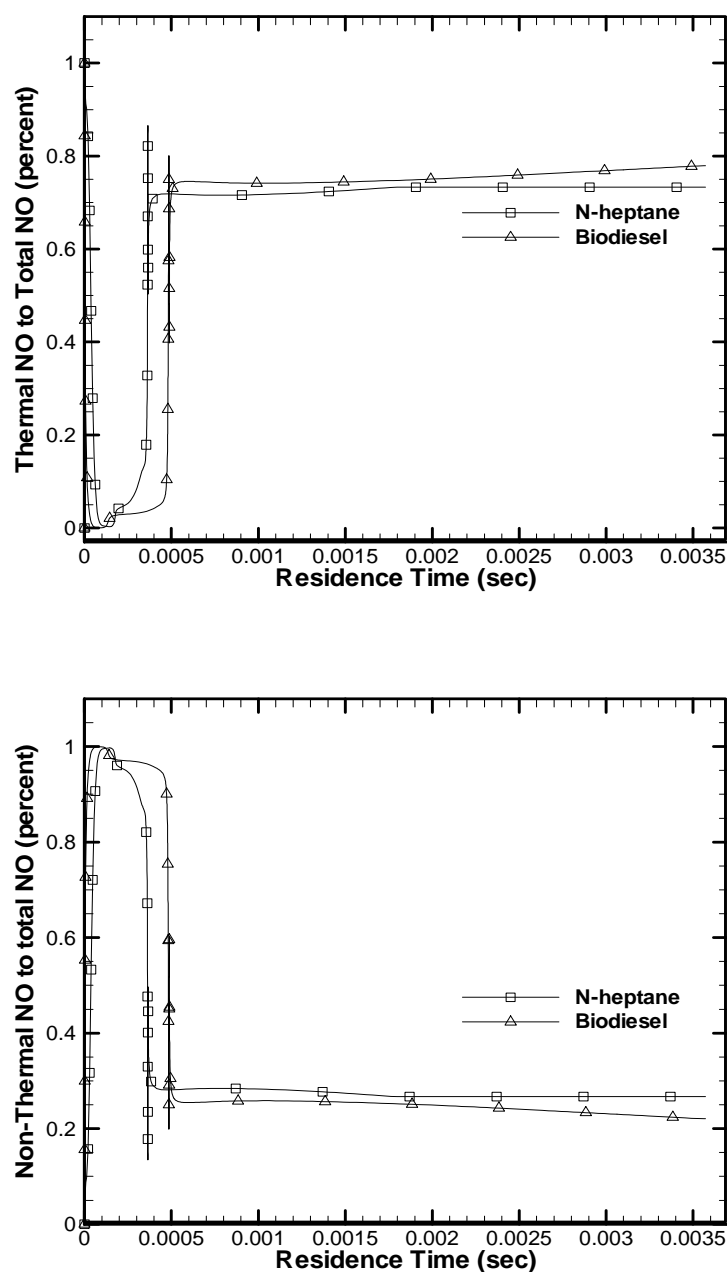 Thermal NO to Total NO (percent)
1
0.8
0.6
0.4
0.2
0
N-heptane
Biodiesel
0 0.0005 0.001 0.0015 0.002 0.0025 0.003 0.0035
Residence Time (sec)
Non-Thermal NO to total NO (percent)
1
0.8
0.6
0.4
0.2
0
N-heptane
Biodiesel
0 0.0005 0.001 0.0015 0.002 0.0025 0.003 0.0035
Residence Time (sec)